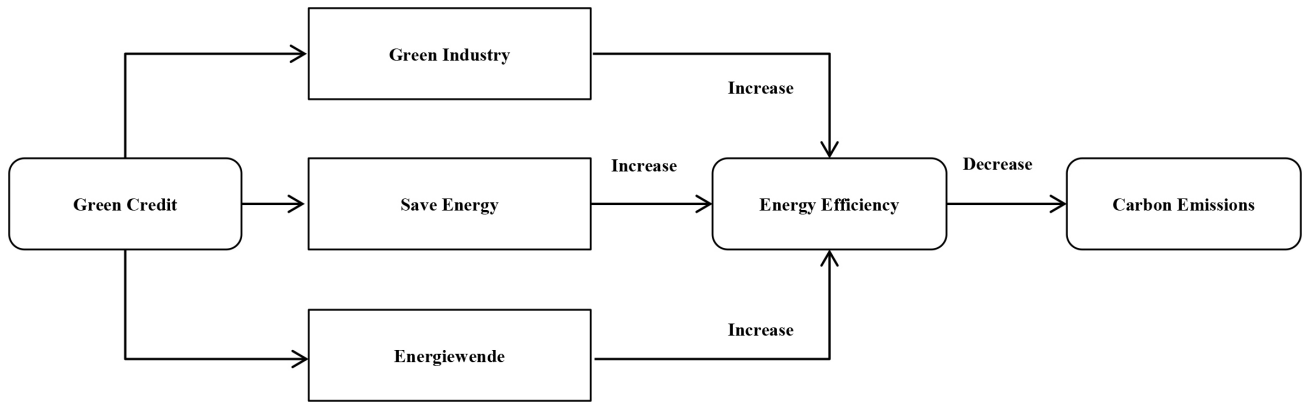 Green Industry
Increase
Green Credit
Save Energy
Increase
Energy Efficiency
Decrease
Carbon Emissions
Energiewende
Increase